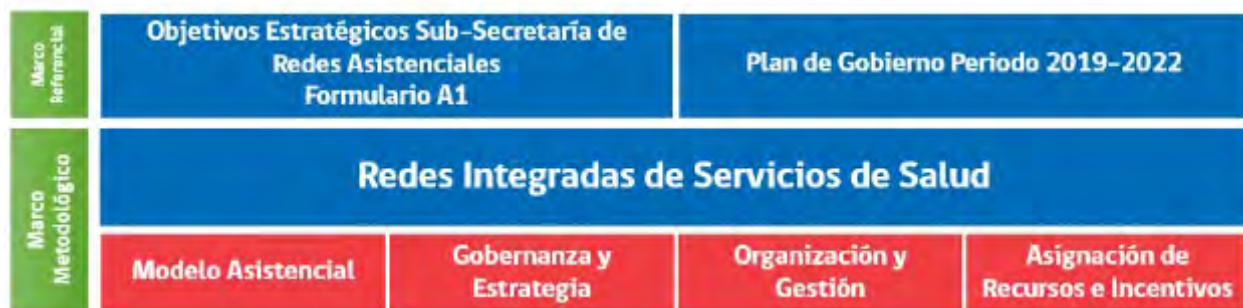 Marco
Referencial
Objetivos Estratégicos Sub-Secretaría de
Redes Asistenciales
Formulario A1
Plan de Gobierno Periodo 2019-2022
Marco
Metodológico
Redes Integradas de Servicios de Salud
Modelo Asistencial
Gobernanza y
Estrategia
Organización y
Gestión
Asignación de
Recursos e Incentivos